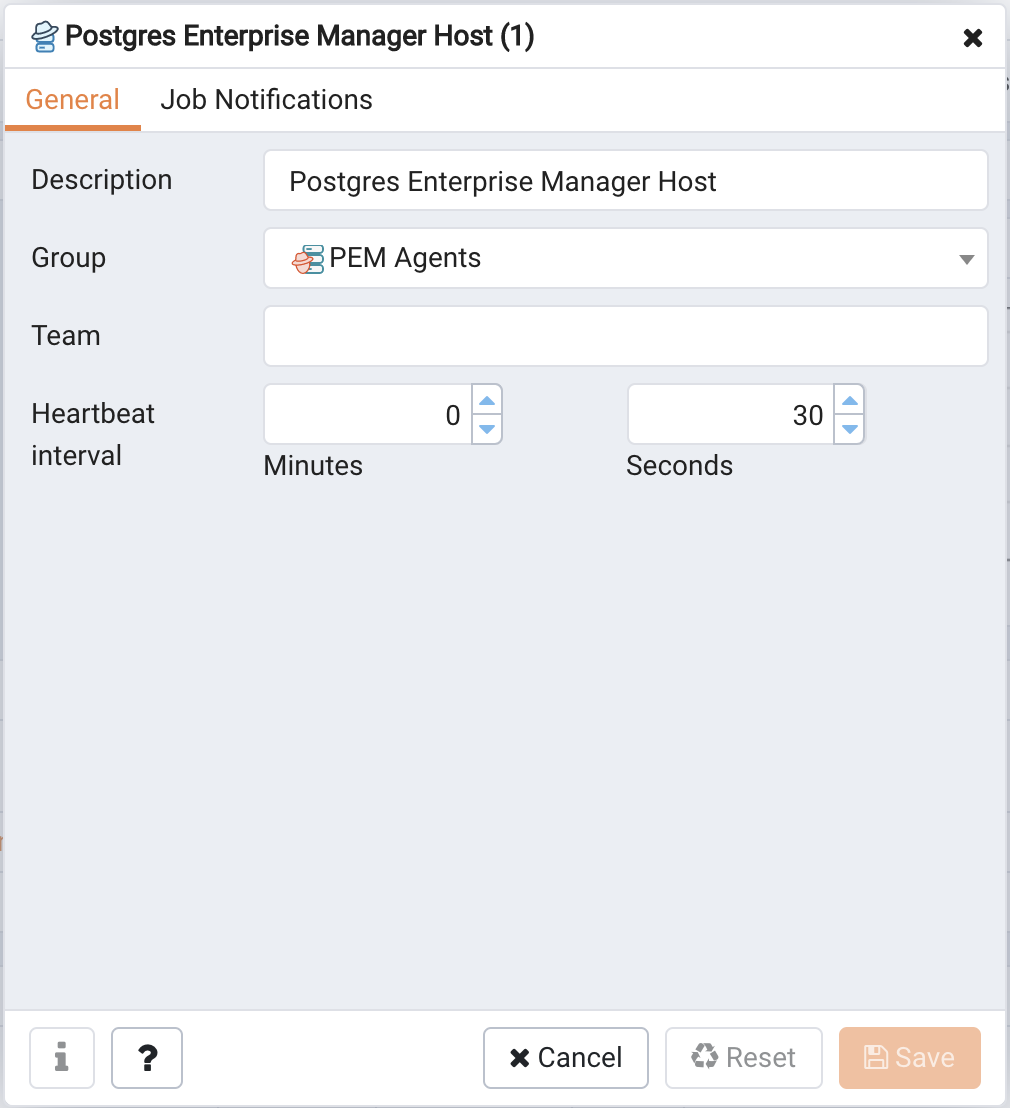 Postgres Enterprise Manager Host (1)
General
Job Notifications
Description
Postgres Enterprise Manager Host
Group
PEM Agents
Team
Heartbeat
interval
0
30
Minutes
Seconds
i
?
Cancel
Reset
Save